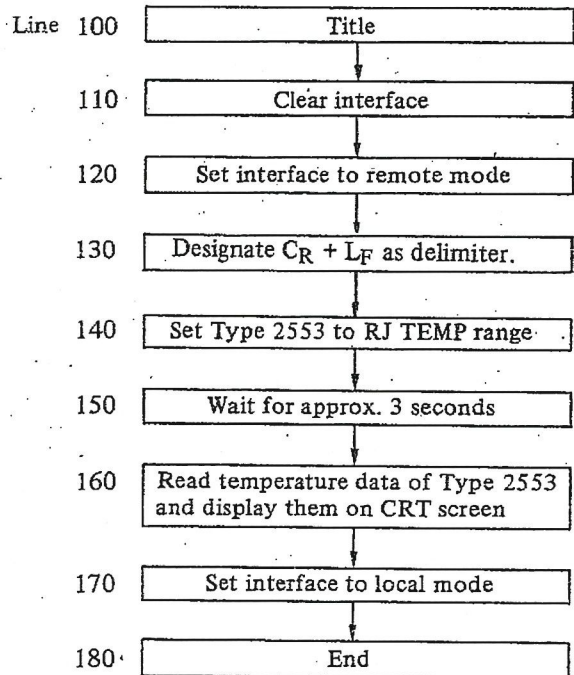 Line 100 Title
110 Clear interface
120 Set interface to remote mode
130 Designate CR + LF as delimiter.
140 Set Type 2553 to RJ TEMP range
150 Wait for approx. 3 seconds
160 Read temperature data of Type 2553
and display them on CRT screen
170 Set interface to local mode
180 End